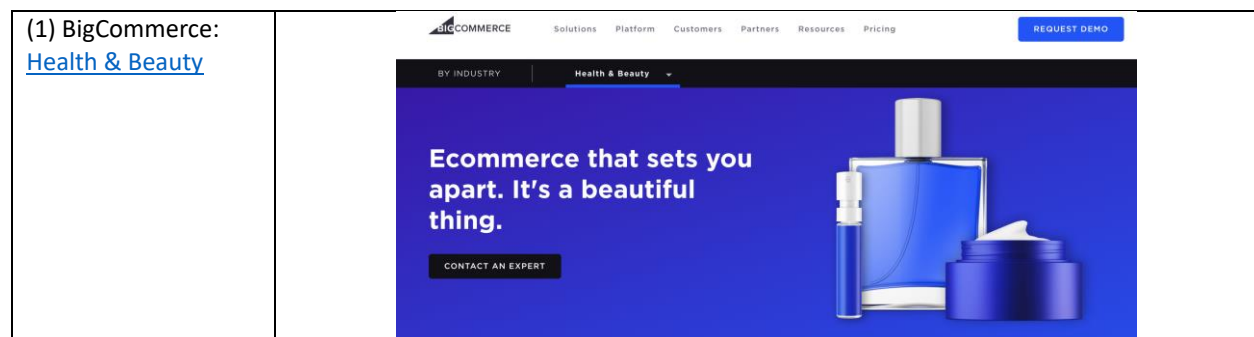 (1) BigCommerce:
Health & Beauty
BIGCOMMERCE Solutions Platform Customers Partners Resources Pricing REQUEST DEMO
BY INDUSTRY Health & Beauty
Ecommerce that sets you
apart. It's a beautiful
thing.
CONTACT AN EXPERT